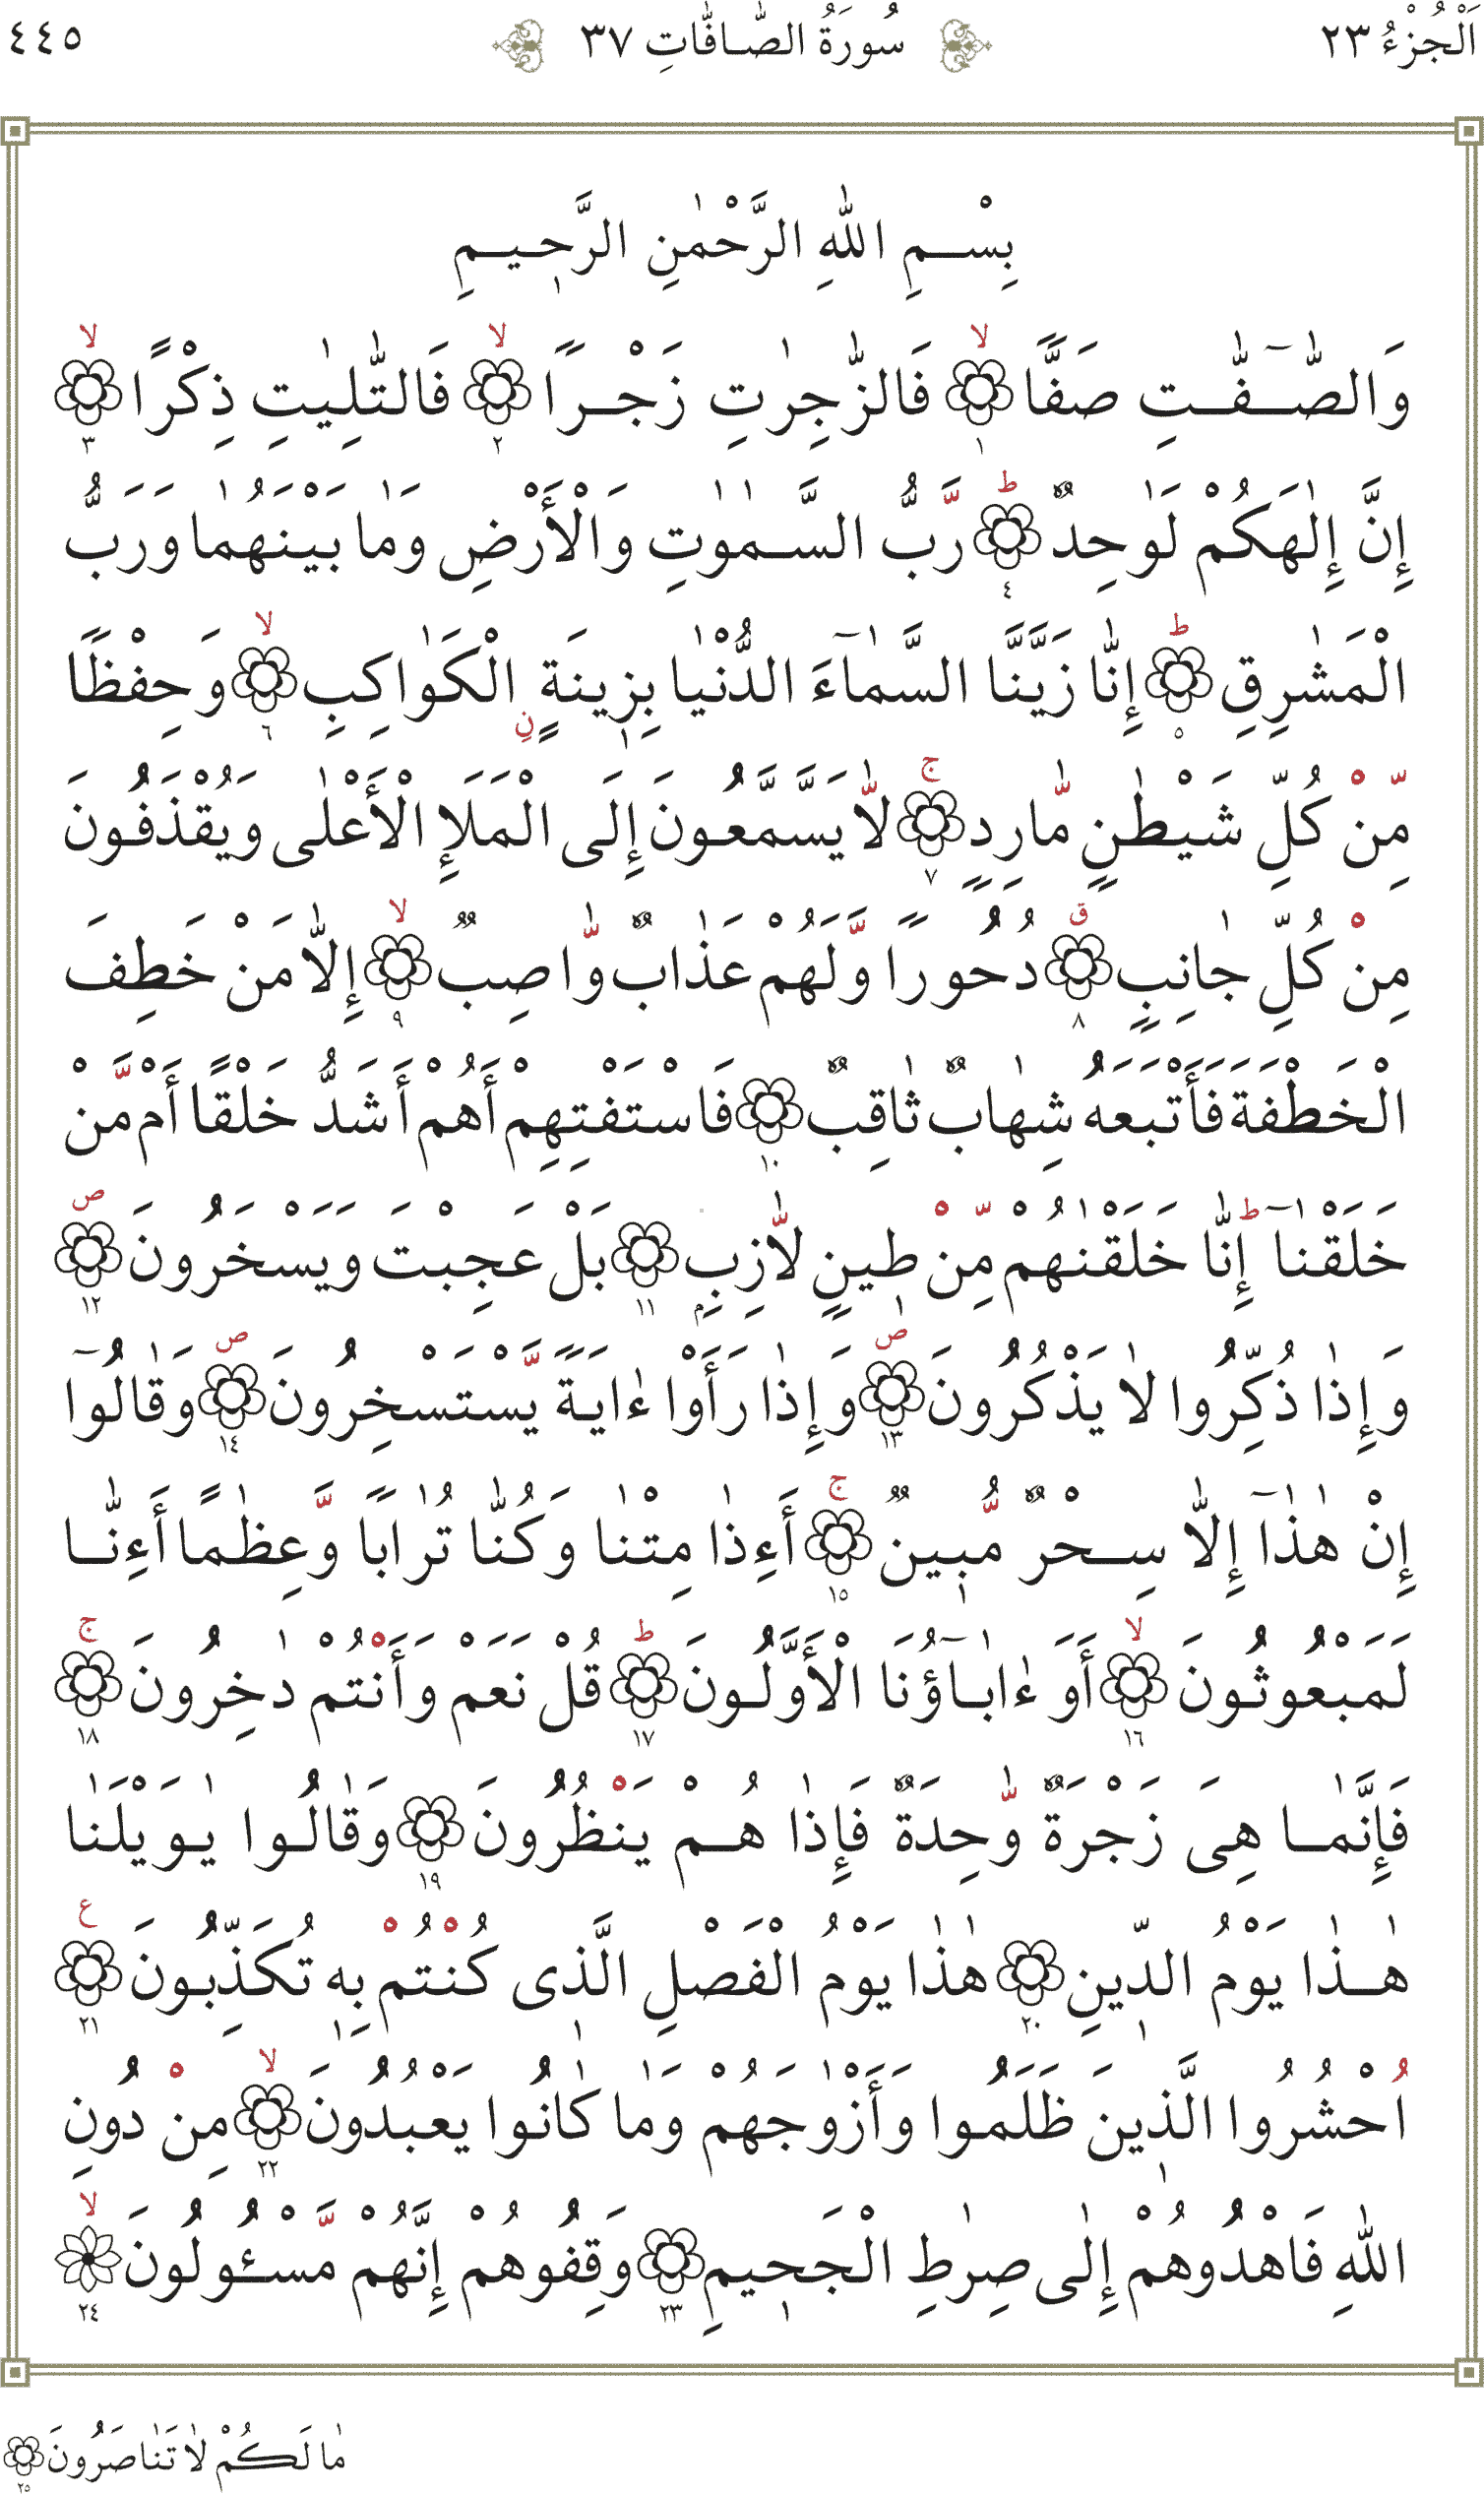 اَلْجُزْءُ ٢٣ سُورَةُ الصّٰٓافّٰاتِ ٣٧ ٤٤٥
بِسْمِ اللّٰهِ الرَّحْمٰنِ الرَّحٖيمِ
وَالصّٰٓفّٰتِ صَفًّا ۙ١ فَالزّٰجِرٰتِ زَجْرًا ۙ٢ فَالتّٰلِيٰتِ ذِكْرًا ۙ٣
إِنَّ إِلٰهَكُمْ لَوٰحِدٌ ؕ٤ رَّبُّ السَّمٰوٰتِ وَالْأَرْضِ وَمٰا بَيْنَهُمٰا وَرَبُّ
الْمَشٰرِقِ ؕ٥ إِنّٰا زَيَّنَّا السَّمٰآءَ الدُّنْيٰا بِزٖينَةٍ نِ الْكَوٰاكِبِ ۙ٦ وَحِفْظًا
مِّنْ كُلِّ شَيْطٰنٍ مّٰارِدٍ ۚ٧ لّٰا يَسَّمَّعُونَ إِلَى الْمَلَإِ الْأَعْلٰى وَيُقْذَفُونَ
مِنْ كُلِّ جٰانِبٍ ۗ٨ دُحُورًا وَّلَهُمْ عَذٰابٌ وّٰاصِبٌ ۙ٩ إِلّٰا مَنْ خَطِفَ
الْخَطْفَةَ فَأَتْبَعَهُ شِهٰابٌ ثٰاقِبٌ ١٠ فَاسْتَفْتِهِمْ أَهُمْ أَشَدُّ خَلْقًا أَمْ مَّنْ
خَلَقْنٰآ ؕ إِنّٰا خَلَقْنٰهُمْ مِّنْ طٖينٍ لّٰازِبٍ ١١ بَلْ عَجِبْتَ وَيَسْخَرُونَ ۖ١٢
وَإِذٰا ذُكِّرُوا لٰا يَذْكُرُونَ ۖ١٣ وَإِذٰا رَأَوْا ءٰايَةً يَّسْتَسْخِرُونَ ۖ١٤ وَقٰالُوٓا
إِنْ هٰذٰآ إِلّٰا سِحْرٌ مُّبٖينٌ ۚ١٥ أَءِذٰا مِتْنٰا وَكُنّٰا تُرٰابًا وَّعِظٰمًا أَءِنّٰا
لَمَبْعُوثُونَ ۙ١٦ أَوَ ءٰابٰآؤُنَا الْأَوَّلُونَ ؕ١٧ قُلْ نَعَمْ وَأَنْتُمْ دٰخِرُونَ ۚ١٨
فَإِنَّمٰا هِىَ زَجْرَةٌ وّٰحِدَةٌ فَإِذٰا هُمْ يَنْظُرُونَ ١٩ وَقٰالُوا يٰوَيْلَنٰا
هٰذٰا يَوْمُ الدّٖينِ ٢٠ هٰذٰا يَوْمُ الْفَصْلِ الَّذٖى كُنْتُمْ بِهٖ تُكَذِّبُونَ ع ٢١
اُحْشُرُوا الَّذٖينَ ظَلَمُوا وَأَزْوٰجَهُمْ وَمٰا كٰانُوا يَعْبُدُونَ ۙ٢٢ مِنْ دُونِ
اللّٰهِ فَاهْدُوهُمْ إِلٰى صِرٰطِ الْجَحٖيمِ ٢٣ وَقِفُوهُمْ إِنَّهُمْ مَّسْئُولُونَ ۙ٢٤
مٰا لَكُمْ لٰا تَنٰاصَرُونَ ٢٥